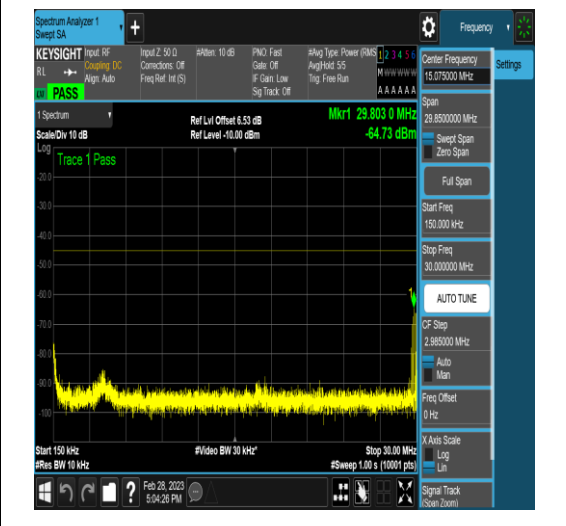 Spectrum Analyzer 1
Swept SA
+
Frequency
KEYSIGHT
RL
PASS
Input: RF
Coupling: DC
Align: Auto
Input Z: 50 Ω
Corrections: Off
Freq Ref: Int (S)
#Atten: 10 dB
PNO: Fast
Gate: Off
IF Gain: Low
Sig Track: Off
#Avg Type: Power (RMS
Avg|Hold: 5/5
Trig: Free Run
1 2 3 4 5 6
M w w w w w
A A A A A A
1 Spectrum
Scale/Div 10 dB
Ref Lvl Offset 6.53 dB
Ref Level -10.00 dBm
Mkr1 29.803 0 MHz
-64.73 dBm
Log
Trace 1 Pass
-20.0
-30.0
-40.0
-50.0
-60.0
-70.0
-80.0
-90.0
-100
1
Start 150 kHz
#Res BW 10 kHz
#Video BW 30 kHz*
Stop 30.00 MHz
#Sweep 1.00 s (10001 pts)
Feb 28, 2023
5:04:26 PM
?
Center Frequency
15.075000 MHz
Settings
Span
29.8500000 MHz
Swept Span
Zero Span
Full Span
Start Freq
150.000 kHz
Stop Freq
30.000000 MHz
AUTO TUNE
CF Step
2.985000 MHz
Auto
Man
Freq Offset
0 Hz
X Axis Scale
Log
Lin
Signal Track
(Span Zoom)